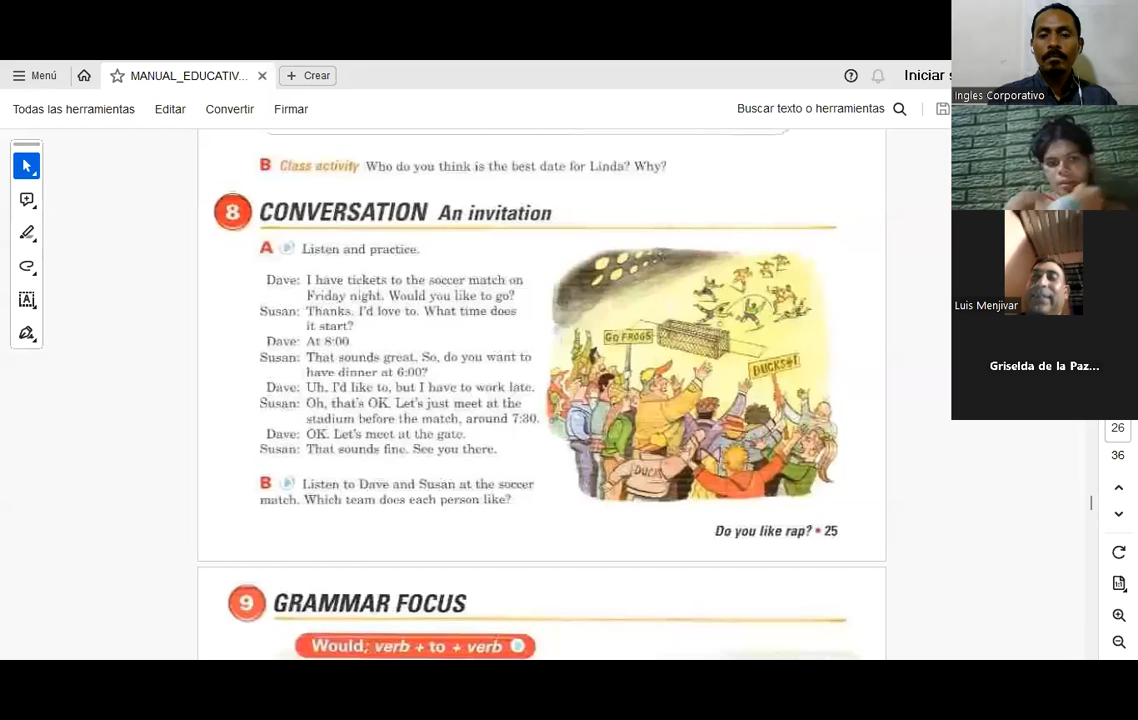 Menú
MANUAL_EDUCATIV...
Crear
Iniciar s
Todas las herramientas
Editar
Convertir
Firmar
Buscar texto o herramientas
B Class activity Who do you think is the best date for Linda? Why?
8 CONVERSATION An invitation
A Listen and practice.
Dave: I have tickets to the soccer match on
Friday night. Would you like to go?
Susan: Thanks. I'd love to. What time does
it start?
Dave: At 8:00.
Susan: That sounds great. So, do you want to
have dinner at 6:00?
Dave: Uh, I'd like to, but I have to work late.
Susan: Oh, that's OK. Let's just meet at the
stadium before the match, around 7:30.
Dave: OK. Let's meet at the gate.
Susan: That sounds fine. See you there.
GO FROGS
DUCKS#1
DUCKS
B Listen to Dave and Susan at the soccer
match. Which team does each person like?
Do you like rap? • 25
9 GRAMMAR FOCUS
Would; verb + to + verb
Ingles Corporativo
Luis Menjivar
Griselda de la Paz...
26
36